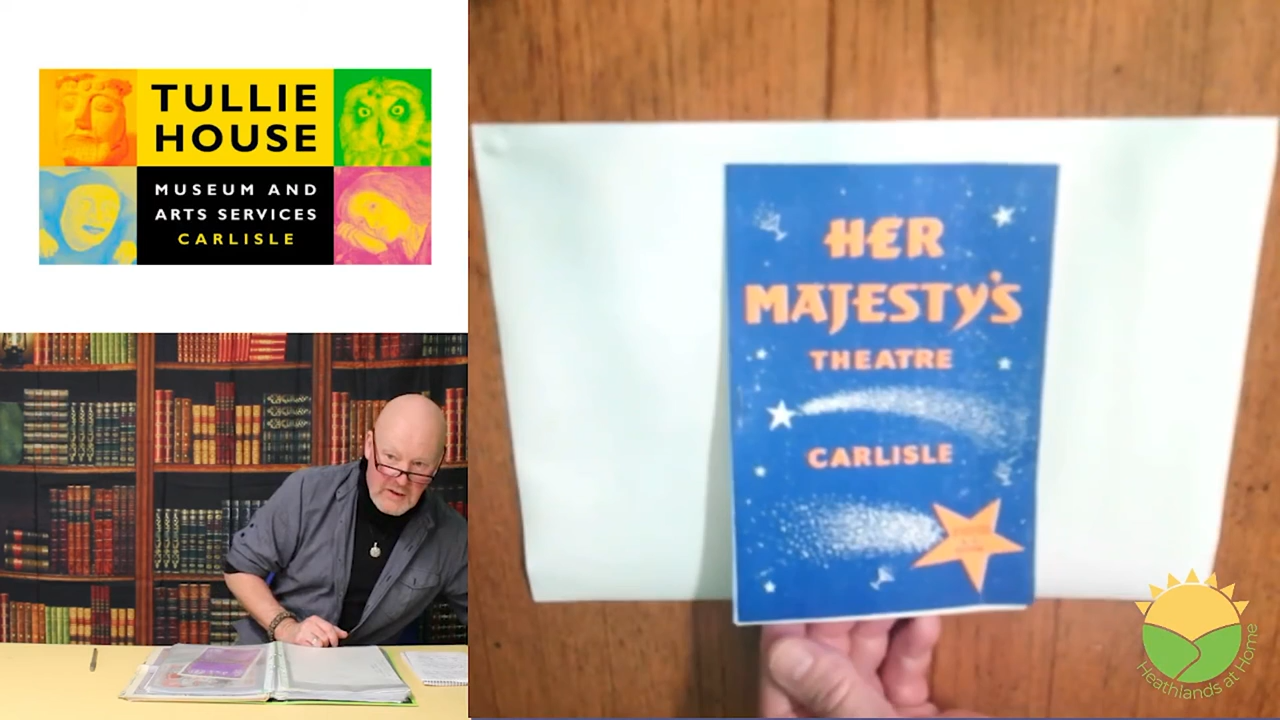 TULLIE
HOUSE
MUSEUM AND
ARTS SERVICES
CARLISLE
HER
MAJESTY'S
THEATRE
CARLISLE
Heathlands at Home